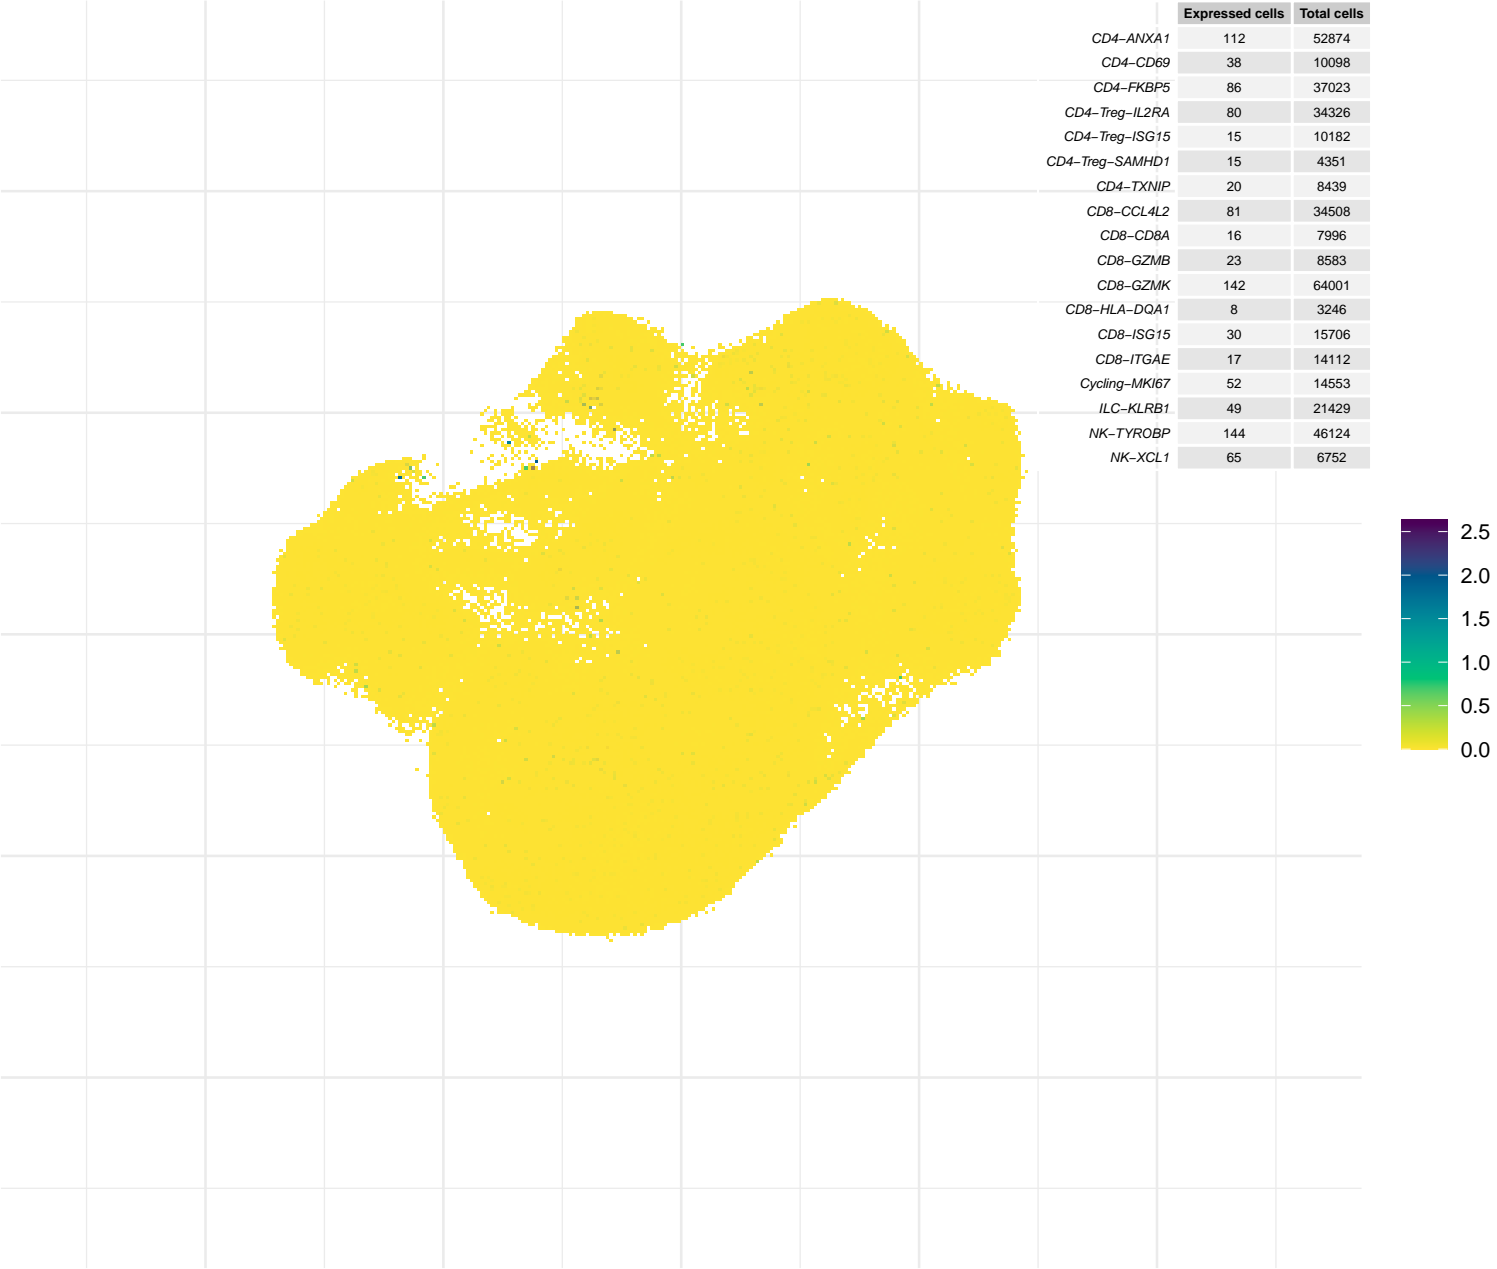 Expressed cells Total cells
CD4−ANXA1 112 52874
CD4−CD69 38 10098
CD4−FKBP5 86 37023
CD4−Treg−IL2RA 80 34326
CD4−Treg−ISG15 15 10182
CD4−Treg−SAMHD1 15 4351
CD4−TXNIP 20 8439
CD8−CCL4L2 81 34508
CD8−CD8A 16 7996
CD8−GZMB 23 8583
CD8−GZMK 142 64001
CD8−HLA−DQA1 8 3246
CD8−ISG15 30 15706
CD8−ITGAE 17 14112
Cycling−MKI67 52 14553
ILC−KLRB1 49 21429
NK−TYROBP 144 46124
NK−XCL1 65 6752
2.5
2.0
1.5
1.0
0.5
0.0